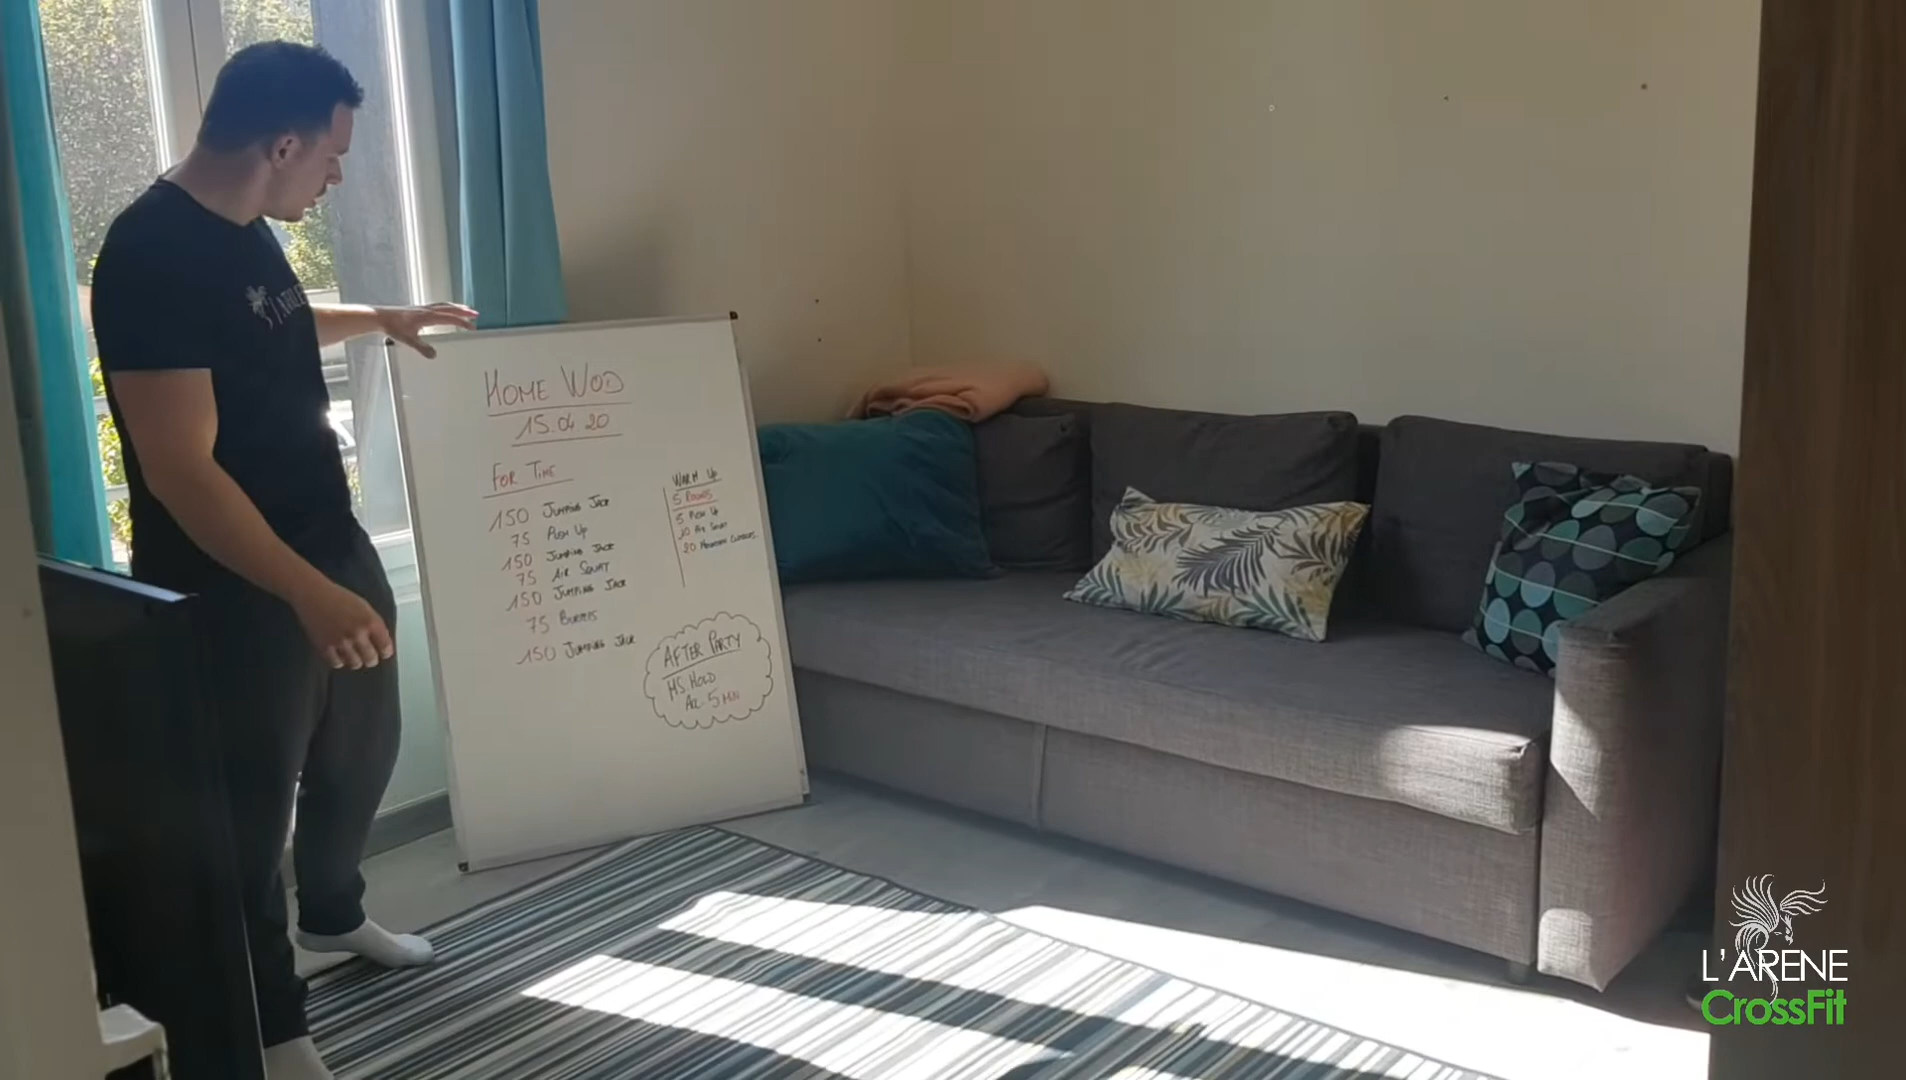 HOME WOD
15.04 20
FOR TIME
150 JUMPING JACK
75 PUSH UP
150 JUMPING JACK
75 AIR SQUAT
150 JUMPING JACK
75 BURPEES
150 JUMPING JACK
WARM UP
5 ROUNDS
5 PUSH UP
10 AIR SQUAT
20 MOUNTAIN CLIMBERS
AFTER PARTY
HS HOLD
5 MIN
L'ARENE
CrossFit